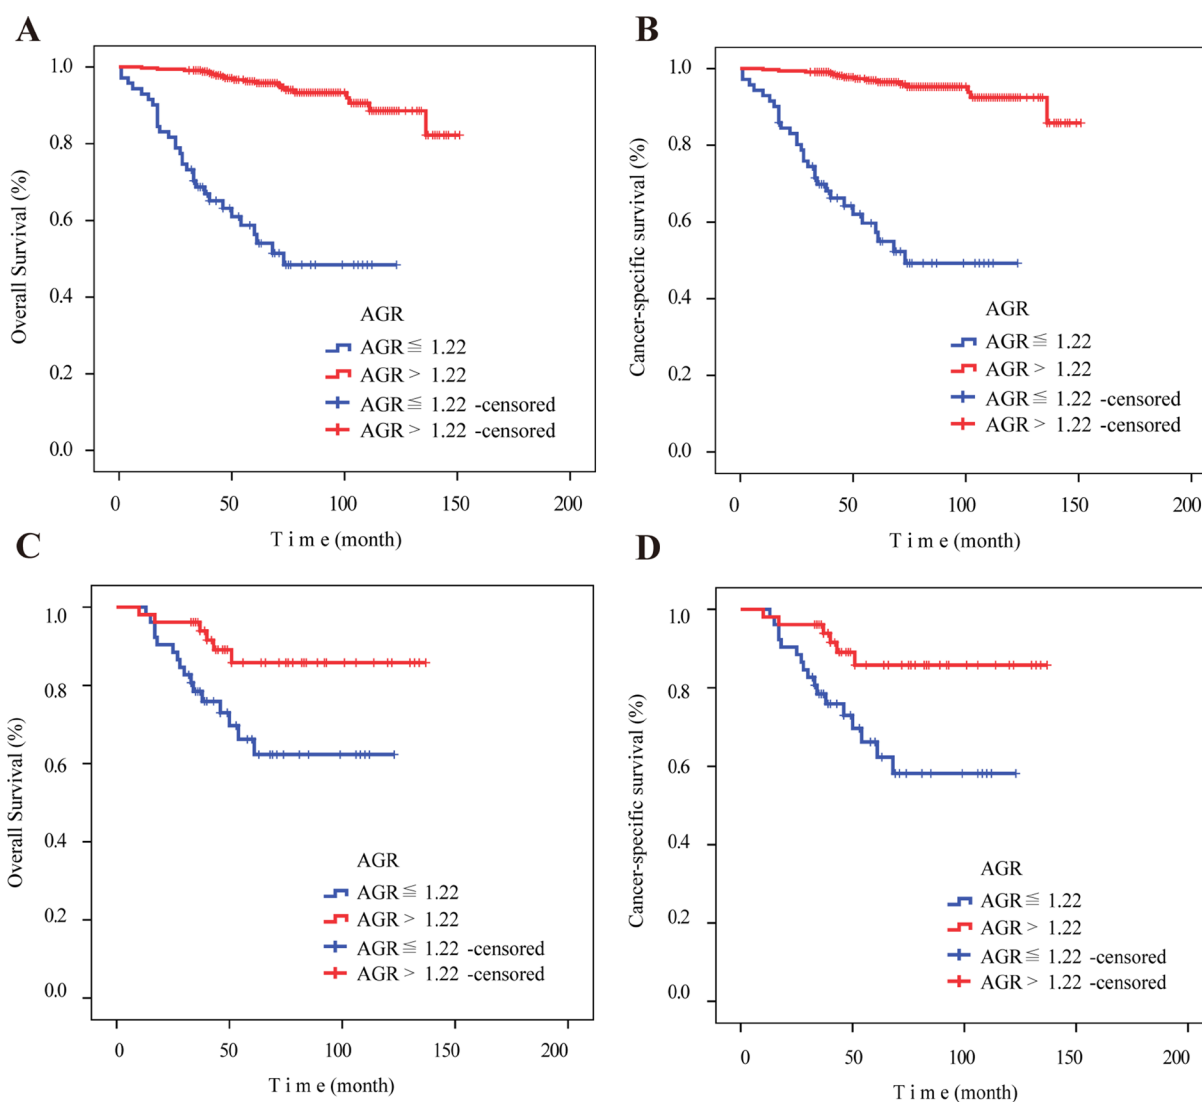 A
Overall Survival (%)
1.0
0.8
0.6
0.4
0.2
0.0
AGR
AGR ≦ 1.22
AGR > 1.22
AGR ≦ 1.22 -censored
AGR > 1.22 -censored
0 50 100 150 200
Time (month)
B
Cancer-specific survival (%)
1.0
0.8
0.6
0.4
0.2
0.0
AGR
AGR ≦ 1.22
AGR > 1.22
AGR ≦ 1.22 -censored
AGR > 1.22 -censored
0 50 100 150 200
Time (month)
C
Overall Survival (%)
1.0
0.8
0.6
0.4
0.2
0.0
AGR
AGR ≦ 1.22
AGR > 1.22
AGR ≦ 1.22 -censored
AGR > 1.22 -censored
0 50 100 150 200
Time (month)
D
Cancer-specific survival (%)
1.0
0.8
0.6
0.4
0.2
0.0
AGR
AGR ≦ 1.22
AGR > 1.22
AGR ≦ 1.22 -censored
AGR > 1.22 -censored
0 50 100 150 200
Time (month)